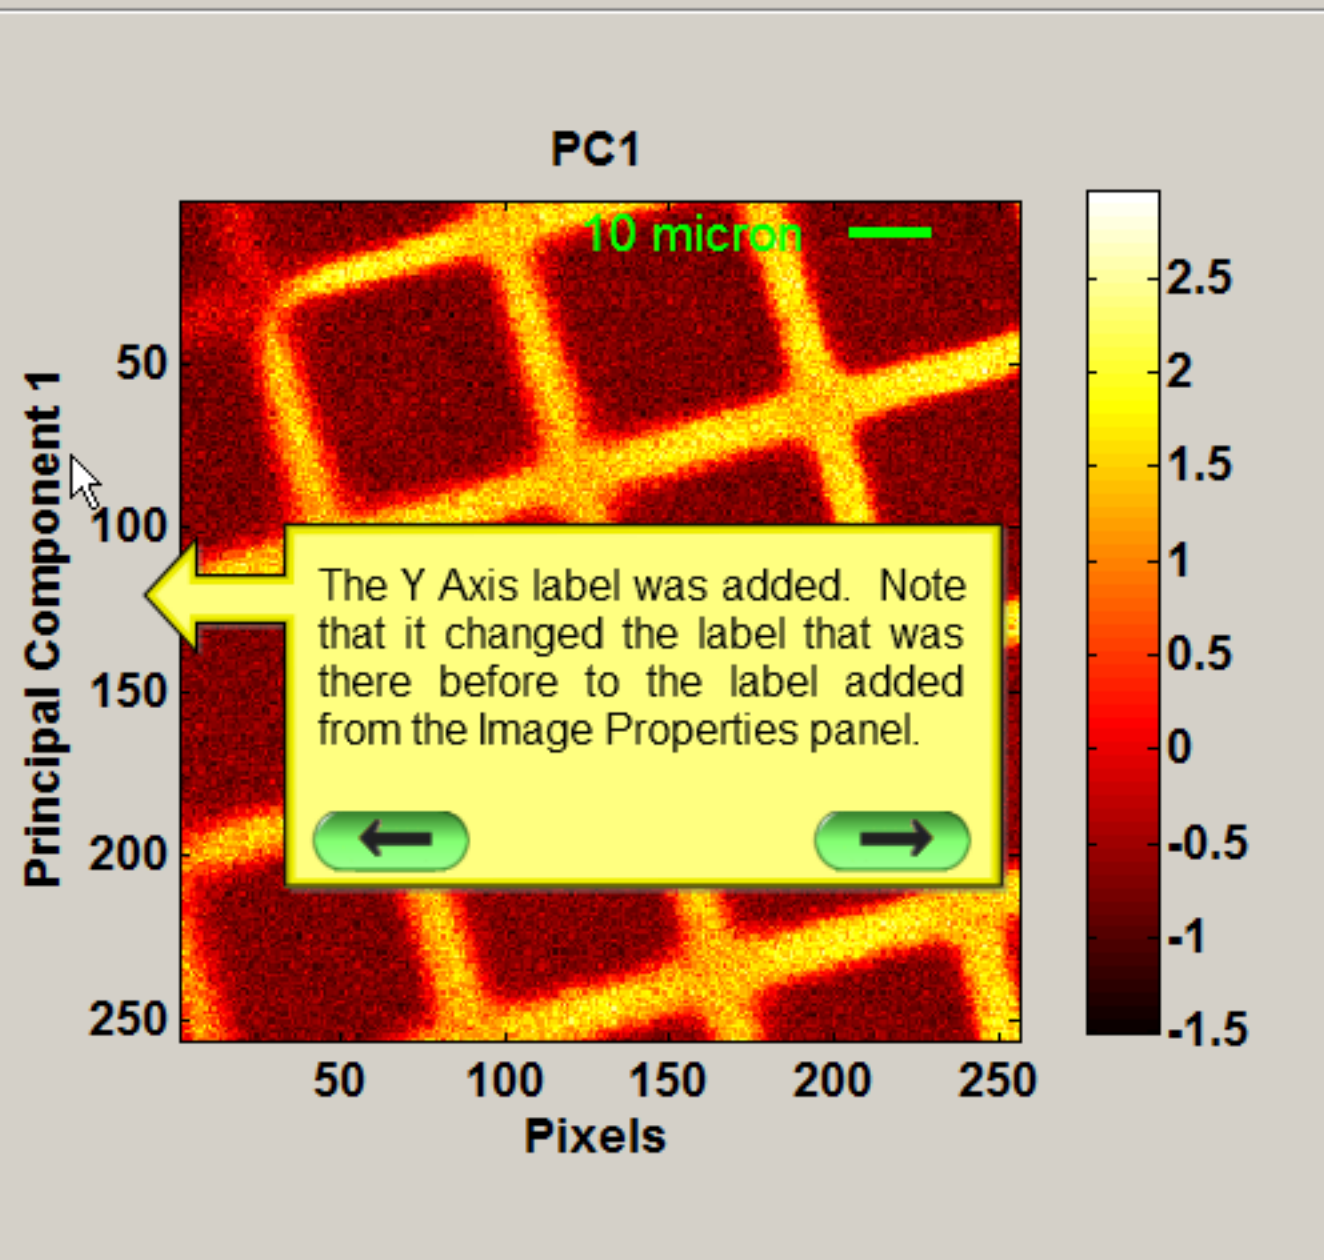 PC1
10 micron
Principal Component 1
50
100
150
200
250
The Y Axis label was added. Note
that it changed the label that was
there before to the label added
from the Image Properties panel.
50 100 150 200 250
Pixels
2.5
2
1.5
1
0.5
0
-0.5
-1
-1.5